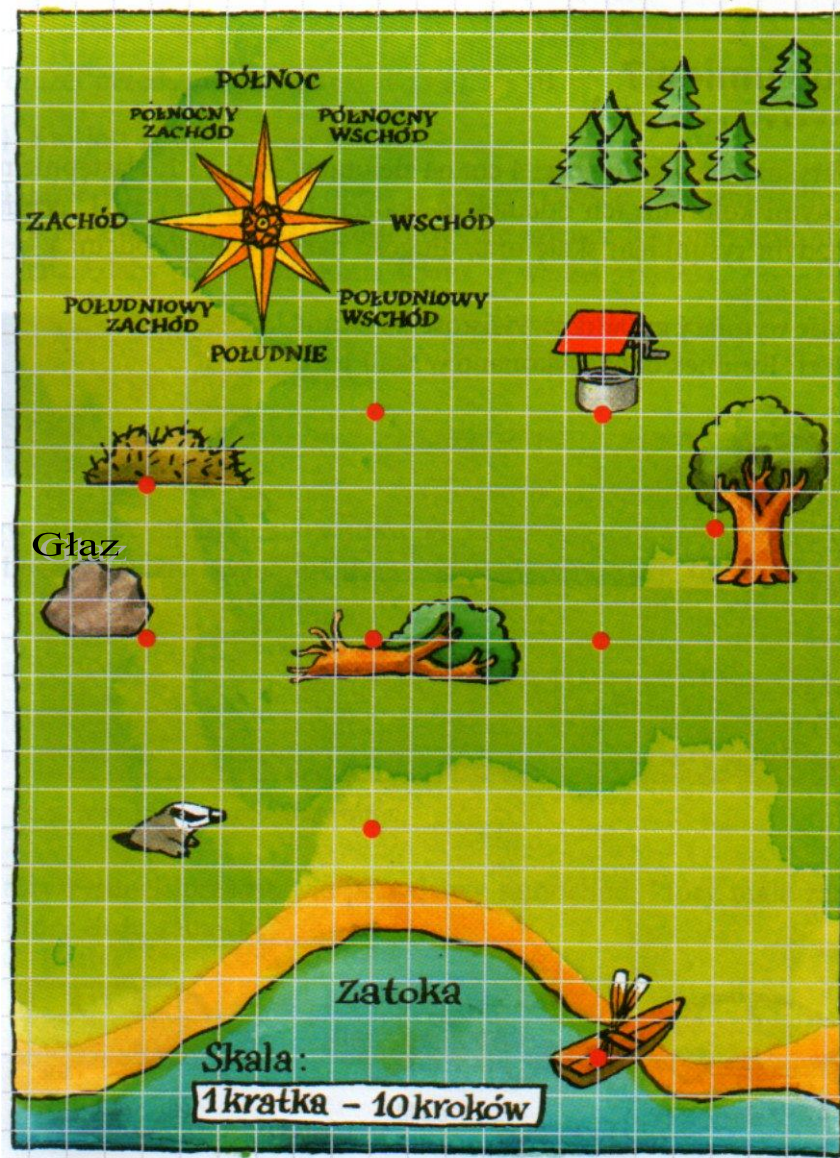 PÓŁNOC
PÓŁNOCNY
ZACHÓD
PÓŁNOCNY
WSCHÓD
ZACHÓD
WSCHÓD
POŁUDNIOWY
ZACHÓD
POŁUDNIOWY
WSCHÓD
POŁUDNIE
Głaz
Zatoka
Skala:
1 kratka - 10 kroków